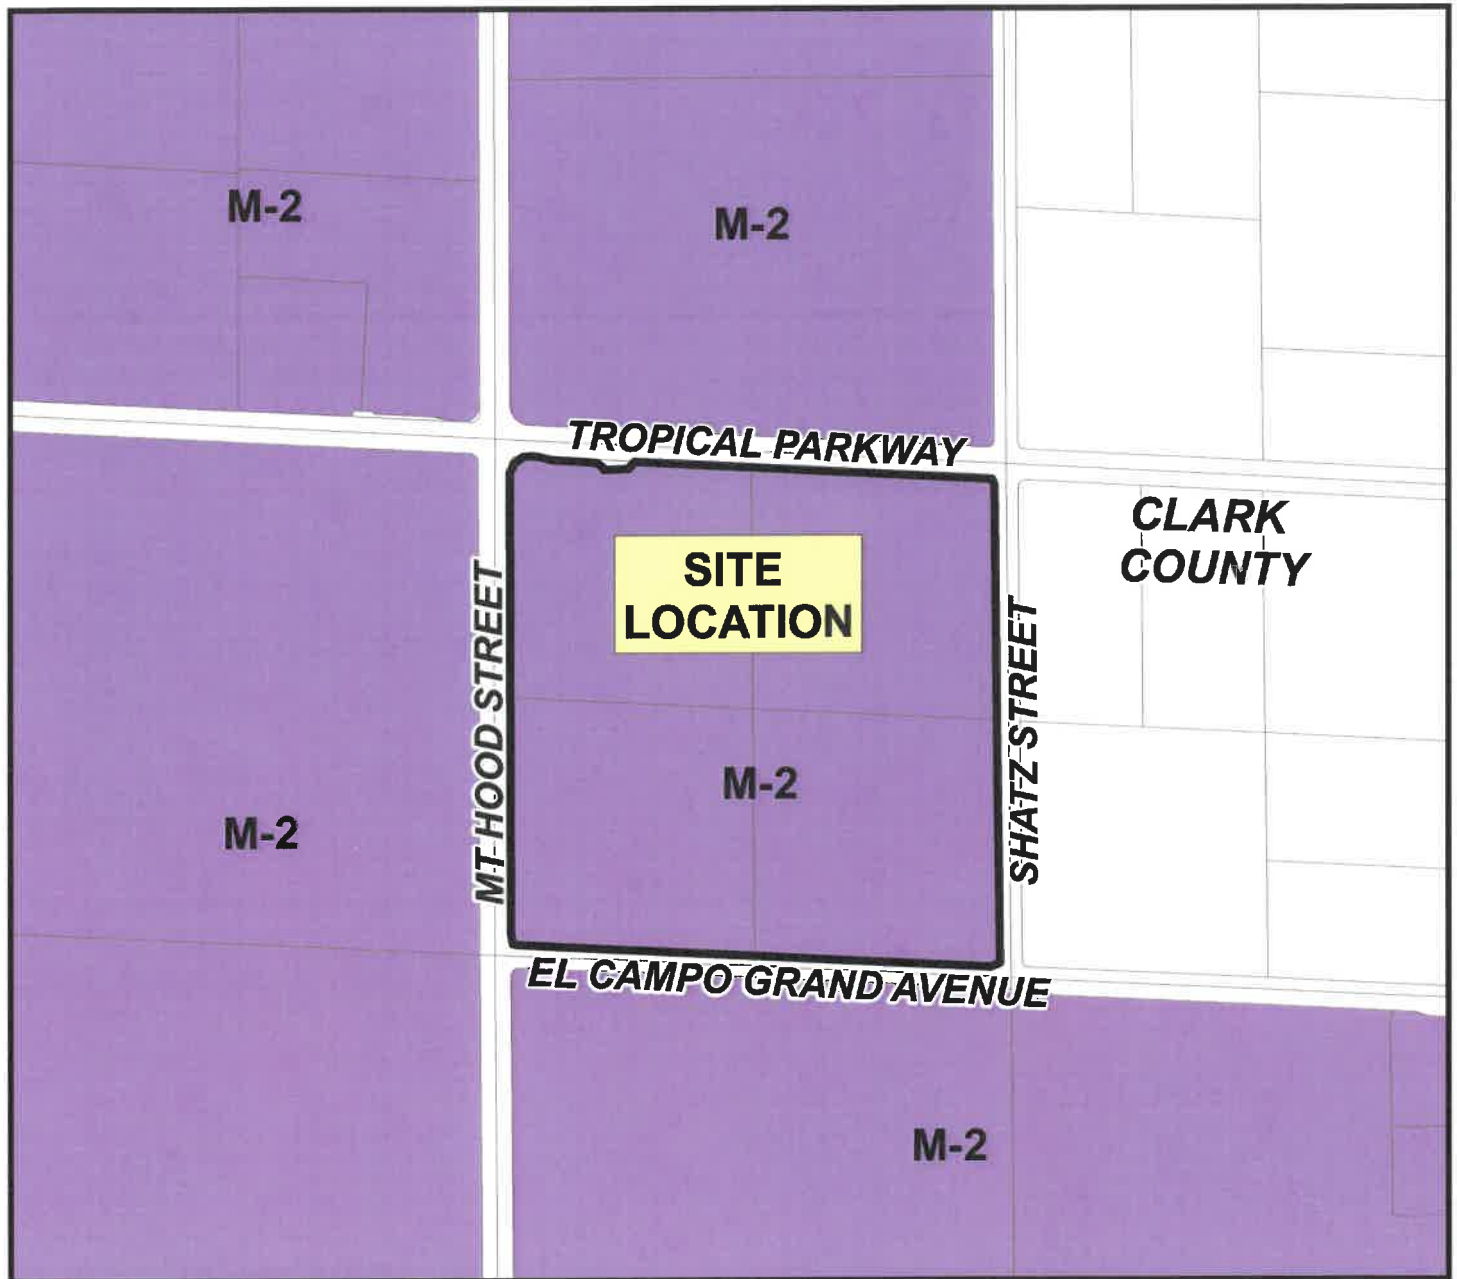 M-2
M-2
TROPICAL PARKWAY
CLARK
COUNTY
SITE
LOCATION
MT HOOD STREET
SHATZ STREET
M-2
M-2
EL CAMPO GRAND AVENUE
M-2